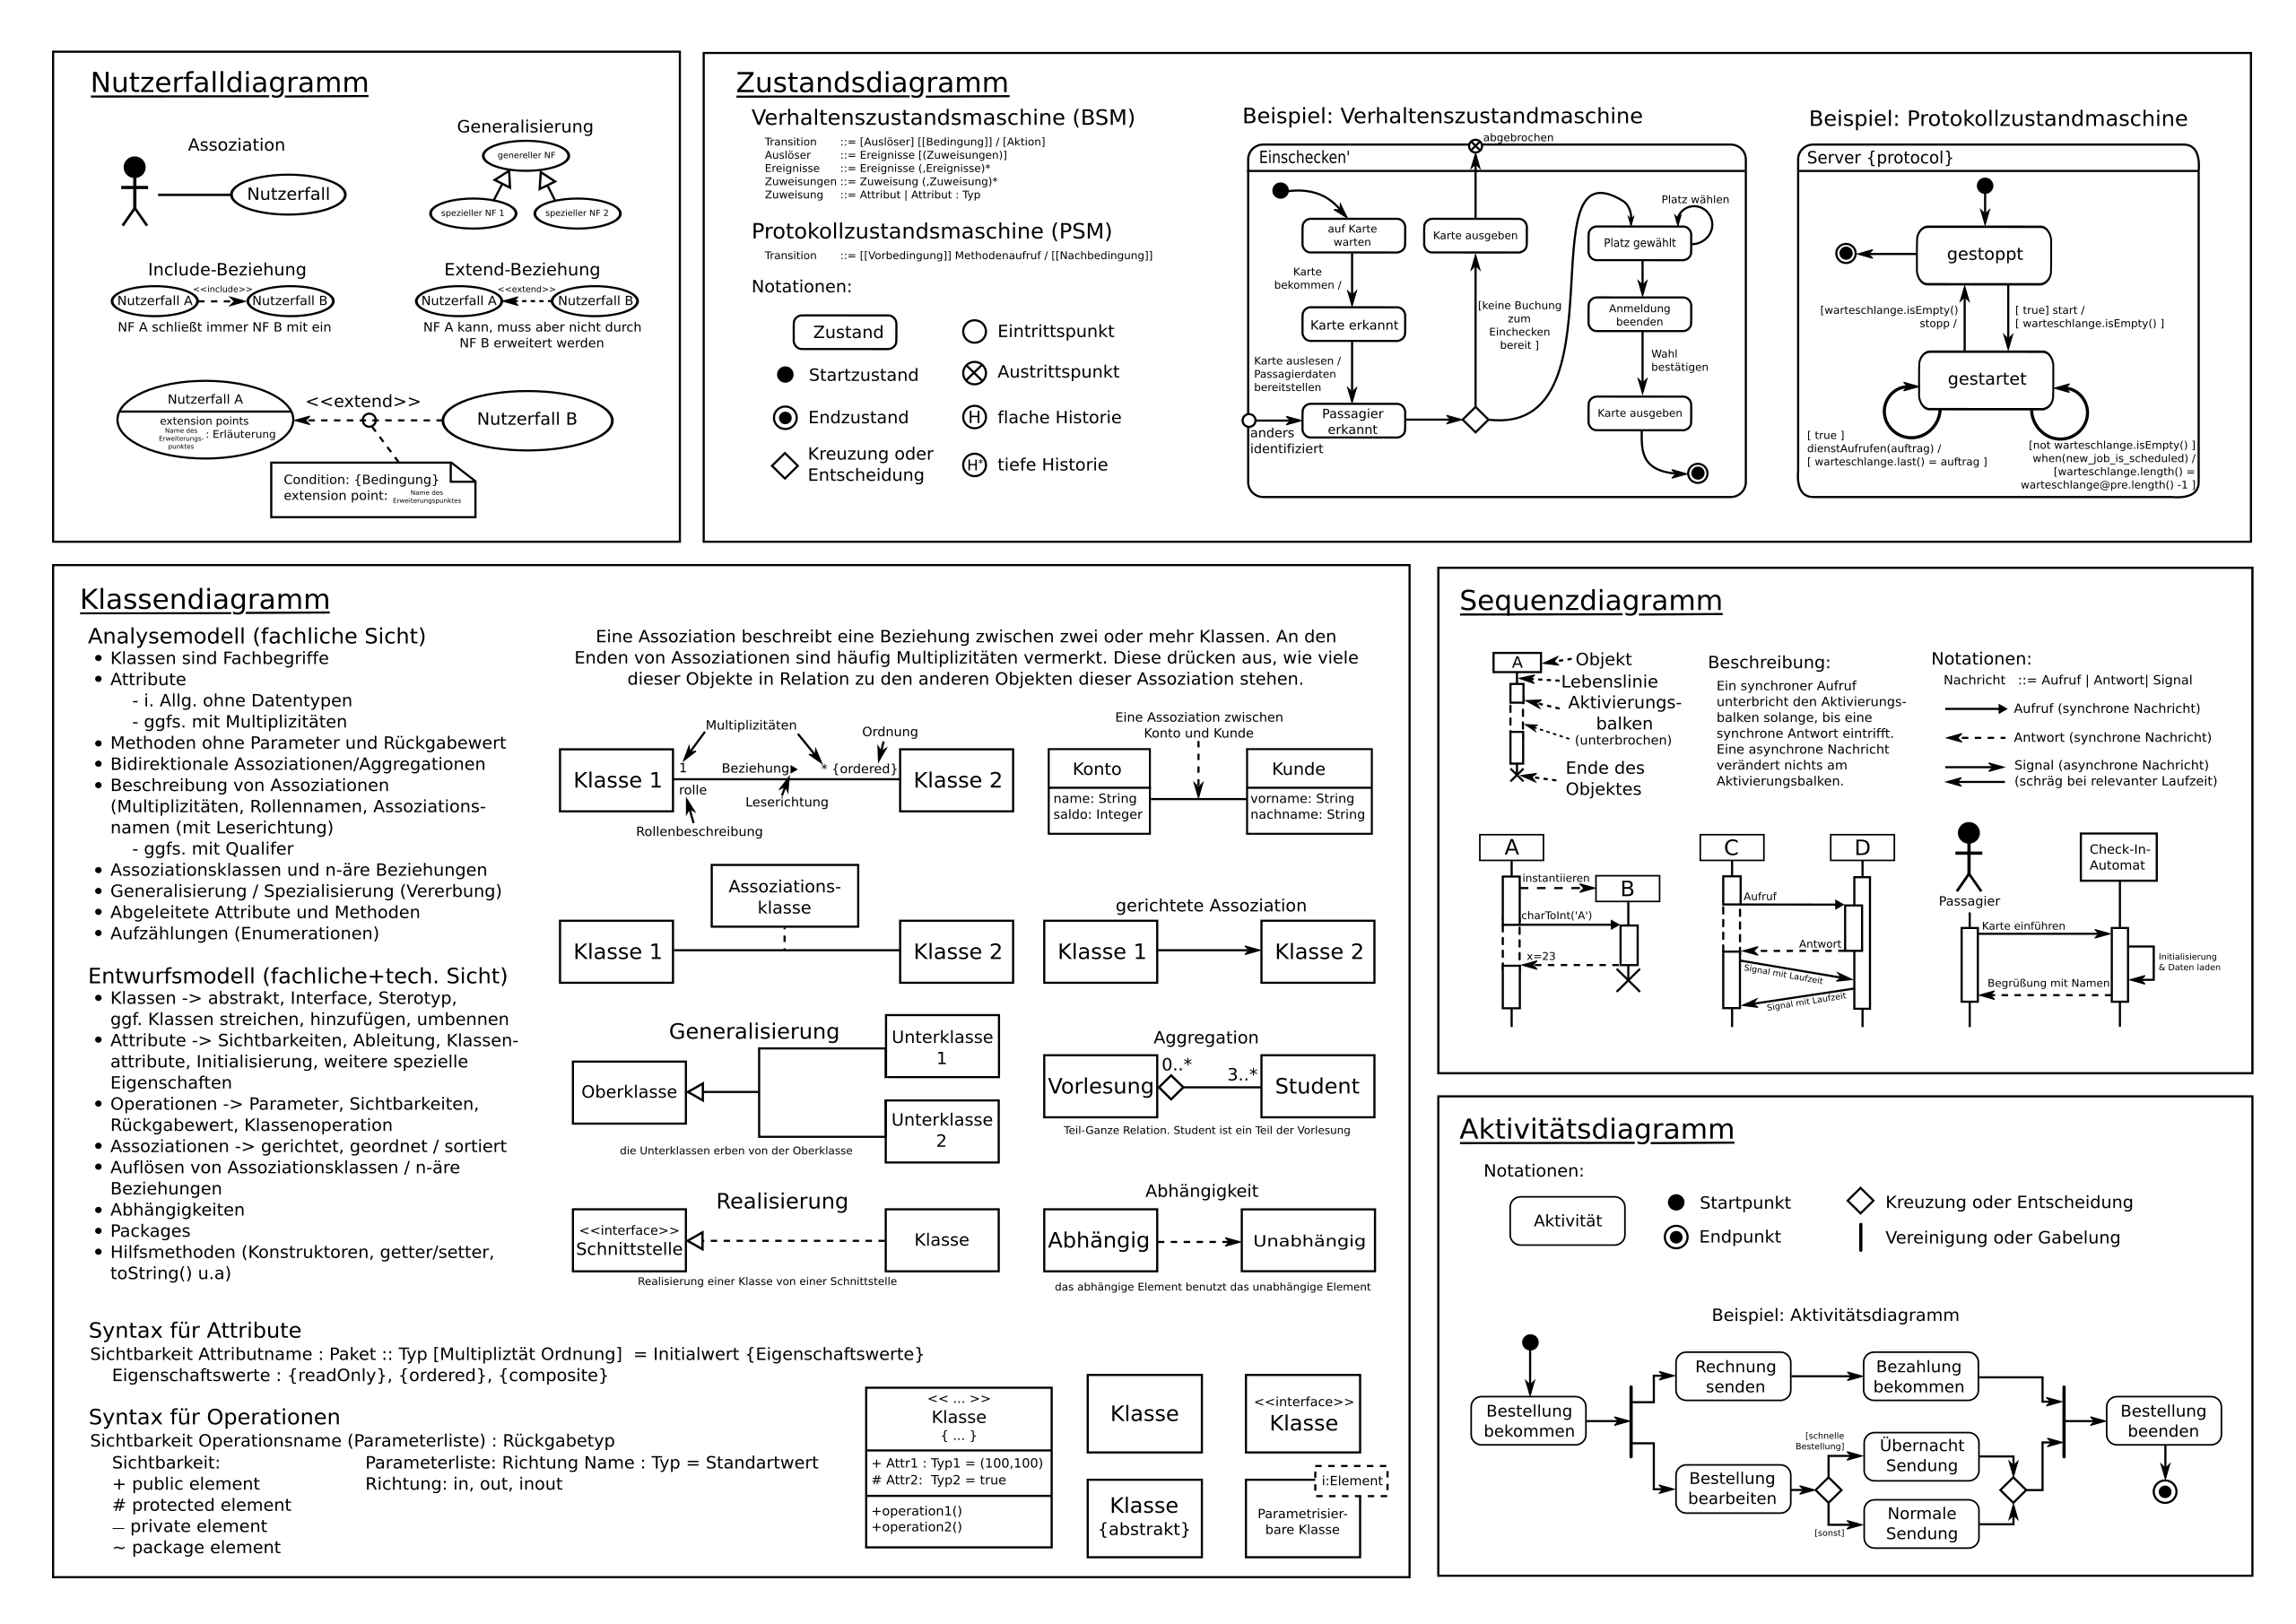 Nutzerfalldiagramm
Assoziation
Nutzerfall
Generalisierung
genereller NF
spezieller NF 1
spezieller NF 2
Include-Beziehung
<<include>>
Nutzerfall A
Nutzerfall B
NF A schließt immer NF B mit ein
Extend-Beziehung
<<extend>>
Nutzerfall A
Nutzerfall B
NF A kann, muss aber nicht durch
NF B erweitert werden
Nutzerfall A
extension points
Name des
Erweiterungs-
punktes
: Erläuterung
<<extend>>
Nutzerfall B
Condition: {Bedingung}
extension point:
Name des
Erweiterungspunktes
Zustandsdiagramm
Verhaltenszustandsmaschine (BSM)
Transition ::= [Auslöser] [[Bedingung]] / [Aktion]
Auslöser ::= Ereignisse [(Zuweisungen)]
Ereignisse ::= Ereignisse (,Ereignisse)*
Zuweisungen ::= Zuweisung (,Zuweisung)*
Zuweisung ::= Attribut | Attribut : Typ
Protokollzustandsmaschine (PSM)
Transition ::= [[Vorbedingung]] Methodenaufruf / [[Nachbedingung]]
Notationen:
Zustand
Startzustand
Endzustand
Kreuzung oder
Entscheidung
Eintrittspunkt
Austrittspunkt
H flache Historie
H* tiefe Historie
Beispiel: Verhaltenszustandmaschine
abgebrochen
Einschecken'
auf Karte
warten
Karte
bekommen /
Karte erkannt
Karte auslesen /
Passagierdaten
bereitstellen
Passagier
erkannt
anders
identifiziert
Karte ausgeben
[keine Buchung
zum
Einchecken
bereit ]
Platz wählen
Platz gewählt
Anmeldung
beenden
Wahl
bestätigen
Karte ausgeben
Beispiel: Protokollzustandmaschine
Server {protocol}
gestoppt
[warteschlange.isEmpty()
stopp /
[ true] start /
[ warteschlange.isEmpty() ]
gestartet
[ true ]
dienstAufrufen(auftrag) /
[ warteschlange.last() = auftrag ]
[not warteschlange.isEmpty() ]
when(new_job_is_scheduled) /
[warteschlange.length() =
warteschlange@pre.length() -1 ]
Klassendiagramm
Analysemodell (fachliche Sicht)
• Klassen sind Fachbegriffe
• Attribute
- i. Allg. ohne Datentypen
- ggfs. mit Multiplizitäten
• Methoden ohne Parameter und Rückgabewert
• Bidirektionale Assoziationen/Aggregationen
• Beschreibung von Assoziationen
(Multiplizitäten, Rollennamen, Assoziations-
namen (mit Leserichtung)
- ggfs. mit Qualifer
• Assoziationsklassen und n-äre Beziehungen
• Generalisierung / Spezialisierung (Vererbung)
• Abgeleitete Attribute und Methoden
• Aufzählungen (Enumerationen)
Entwurfsmodell (fachliche+tech. Sicht)
• Klassen -> abstrakt, Interface, Sterotyp,
ggf. Klassen streichen, hinzufügen, umbennen
• Attribute -> Sichtbarkeiten, Ableitung, Klassen-
attribute, Initialisierung, weitere spezielle
Eigenschaften
• Operationen -> Parameter, Sichtbarkeiten,
Rückgabewert, Klassenoperation
• Assoziationen -> gerichtet, geordnet / sortiert
• Auflösen von Assoziationsklassen / n-äre
Beziehungen
• Abhängigkeiten
• Packages
• Hilfsmethoden (Konstruktoren, getter/setter,
toString() u.a)
Eine Assoziation beschreibt eine Beziehung zwischen zwei oder mehr Klassen. An den
Enden von Assoziationen sind häufig Multiplizitäten vermerkt. Diese drücken aus, wie viele
dieser Objekte in Relation zu den anderen Objekten dieser Assoziation stehen.
Multiplizitäten
Ordnung
Klasse 1
1
Beziehung
* {ordered}
Klasse 2
rolle
Leserichtung
Rollenbeschreibung
Eine Assoziation zwischen
Konto und Kunde
Konto
name: String
saldo: Integer
Kunde
vorname: String
nachname: String
Assoziations-
klasse
Klasse 1
Klasse 2
gerichtete Assoziation
Klasse 1
Klasse 2
Generalisierung
Oberklasse
Unterklasse
1
Unterklasse
2
die Unterklassen erben von der Oberklasse
Aggregation
Vorlesung
0..*
3..*
Student
Teil-Ganze Relation. Student ist ein Teil der Vorlesung
Realisierung
<<interface>>
Schnittstelle
Klasse
Realisierung einer Klasse von einer Schnittstelle
Abhängigkeit
Abhängig
Unabhängig
das abhängige Element benutzt das unabhängige Element
Syntax für Attribute
Sichtbarkeit Attributname : Paket :: Typ [Multipliztät Ordnung] = Initialwert {Eigenschaftswerte}
Eigenschaftswerte : {readOnly}, {ordered}, {composite}
Syntax für Operationen
Sichtbarkeit Operationsname (Parameterliste) : Rückgabetyp
Sichtbarkeit:
+ public element
# protected element
— private element
~ package element
Parameterliste: Richtung Name : Typ = Standartwert
Richtung: in, out, inout
<< ... >>
Klasse
{ ... }
+ Attr1 : Typ1 = (100,100)
# Attr2: Typ2 = true
+operation1()
+operation2()
Klasse
<<interface>>
Klasse
Klasse
{abstrakt}
i:Element
Parametrisier-
bare Klasse
Sequenzdiagramm
A
Objekt
Lebenslinie
Aktivierungs-
balken
(unterbrochen)
Ende des
Objektes
Beschreibung:
Ein synchroner Aufruf
unterbricht den Aktivierungs-
balken solange, bis eine
synchrone Antwort eintrifft.
Eine asynchrone Nachricht
verändert nichts am
Aktivierungsbalken.
Notationen:
Nachricht ::= Aufruf | Antwort| Signal
Aufruf (synchrone Nachricht)
Antwort (synchrone Nachricht)
Signal (asynchrone Nachricht)
(schräg bei relevanter Laufzeit)
A
instantiieren
B
charToInt('A')
x=23
C
D
Aufruf
Antwort
Signal mit Laufzeit
Signal mit Laufzeit
Passagier
Check-In-
Automat
Karte einführen
Initialisierung
& Daten laden
Begrüßung mit Namen
Aktivitätsdiagramm
Notationen:
Aktivität
Startpunkt
Endpunkt
Kreuzung oder Entscheidung
Vereinigung oder Gabelung
Beispiel: Aktivitätsdiagramm
Bestellung
bekommen
Rechnung
senden
Bezahlung
bekommen
Bestellung
bearbeiten
[schnelle
Bestellung]
Übernacht
Sendung
[sonst]
Normale
Sendung
Bestellung
beenden